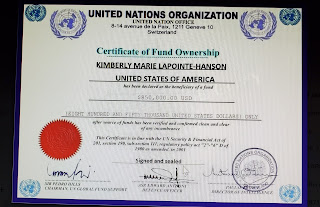 UNITED NATIONS ORGANIZATION
UNITED NATION OFFICE
8-14 avenue de la Paix, 1211 Geneva 10
Switzerland
Certificate of Fund Ownership
KIMBERLY MARIE LAPOINTE-HANSON
UNITED STATES OF AMERICA
has been declared as the beneficiary of a fund
$850,000.00 USD
EIGHT HUNDRED AND FIFTY THOUSAND UNITED STATES DOLLARS ONLY
after source of funds has been verified and confirmed clean and clear
of any incumbrance
This Certificate is in line with the U.S Security & Financial Act of
Signed and sealed